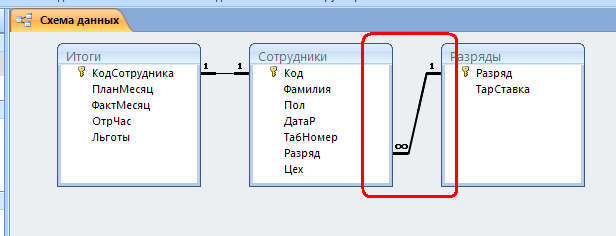 Схема данных
Итоги
КодСотрудника
ПланМесяц
ФактМесяц
ОтрЧас
Льготы
1
1
Сотрудники
Код
Фамилия
Пол
ДатаР
ТабНомер
Разряд
Цех
1
∞
Разряды
Разряд
ТарСтавка